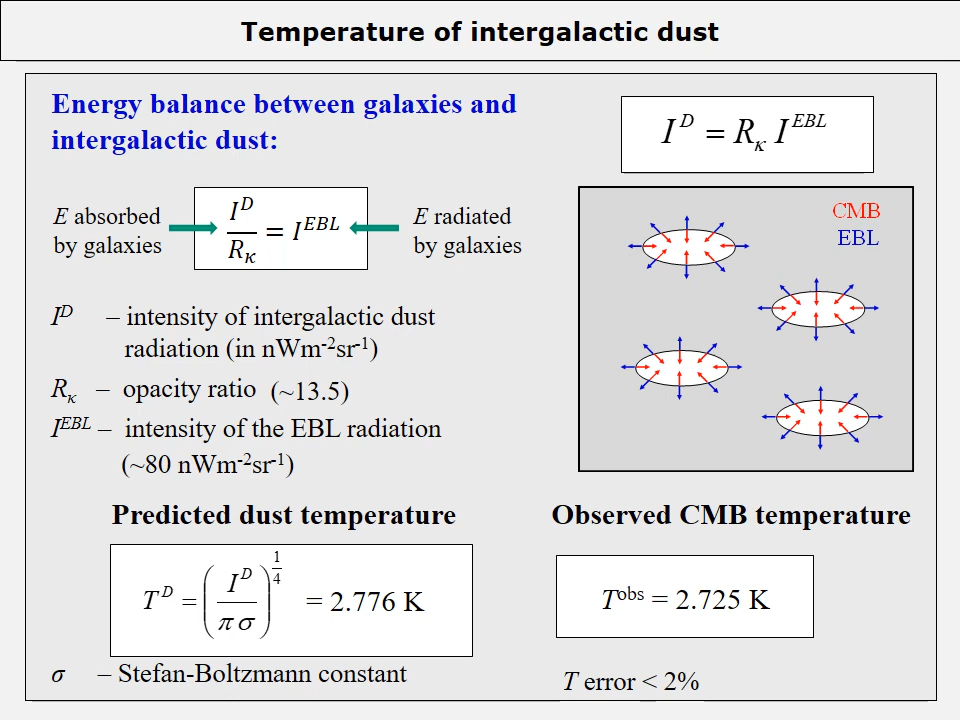 Temperature of intergalactic dust
Energy balance between galaxies and
intergalactic dust:
I^D = R_κ I^EBL
E absorbed
by galaxies
I^D / R_κ = I^EBL
E radiated
by galaxies
CMB
EBL
I^D – intensity of intergalactic dust
radiation (in nWm^-2sr^-1)
R_κ – opacity ratio (~13.5)
I^EBL – intensity of the EBL radiation
(~80 nWm^-2sr^-1)
Predicted dust temperature
T^D = (I^D / π σ)^1/4 = 2.776 K
σ – Stefan-Boltzmann constant
Observed CMB temperature
T^obs = 2.725 K
T error < 2%